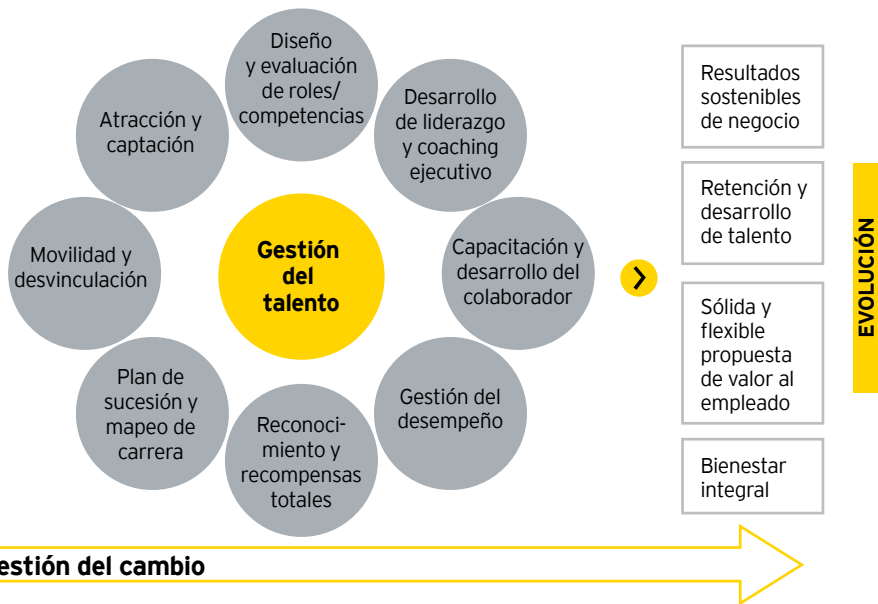 Diseño
y evaluación
de roles/
competencias
Desarrollo
de liderazgo
y coaching
ejecutivo
Capacitación y
desarrollo del
colaborador
Gestión del
desempeño
Reconoci-
miento y
recompensas
totales
Plan de
sucesión y
mapeo de
carrera
Movilidad y
desvinculación
Atracción y
captación
Gestión
del
talento
Resultados
sostenibles
de negocio
Retención y
desarrollo
de talento
Sólida y
flexible
propuesta
de valor al
empleado
Bienestar
integral
EVOLUCIÓN
estión del cambio